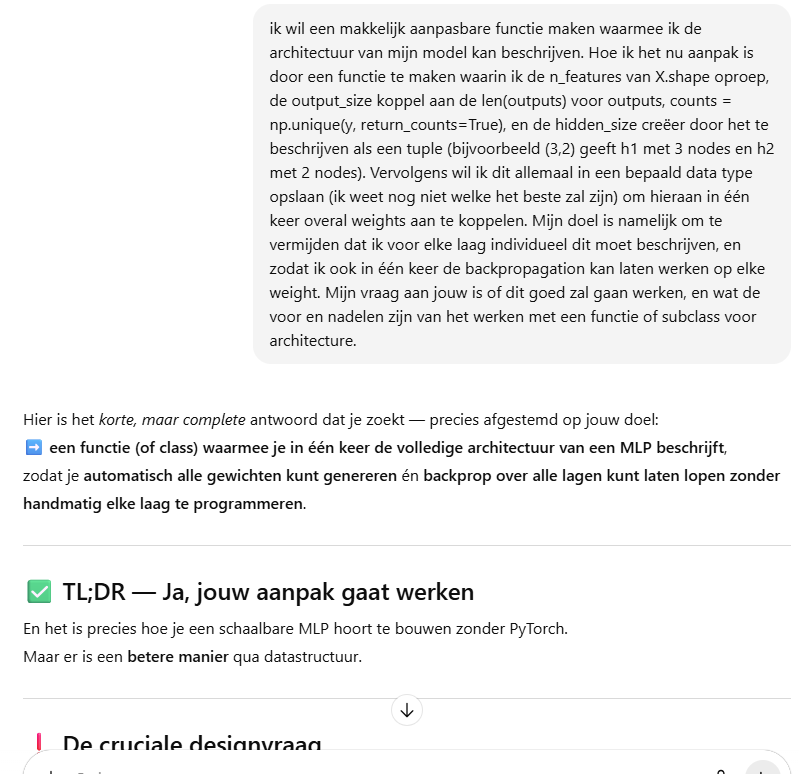 ik wil een makkelijk aanpasbare functie maken waarmee ik de
architectuur van mijn model kan beschrijven. Hoe ik het nu aanpak is
door een functie te maken waarin ik de n_features van X.shape oproep,
de output_size koppel aan de len(outputs) voor outputs, counts =
np.unique(y, return_counts=True), en de hidden_size creëer door het te
beschrijven als een tuple (bijvoorbeeld (3,2) geeft h1 met 3 nodes en h2
met 2 nodes). Vervolgens wil ik dit allemaal in een bepaald data type
opslaan (ik weet nog niet welke het beste zal zijn) om hieraan in één
keer overal weights aan te koppelen. Mijn doel is namelijk om te
vermijden dat ik voor elke laag individueel dit moet beschrijven, en
zodat ik ook in één keer de backpropagation kan laten werken op elke
weight. Mijn vraag aan jouw is of dit goed zal gaan werken, en wat de
voor en nadelen zijn van het werken met een functie of subclass voor
architecture.
Hier is het korte, maar complete antwoord dat je zoekt — precies afgestemd op jouw doel:
➡️ een functie (of class) waarmee je in één keer de volledige architectuur van een MLP beschrijft,
zodat je automatisch alle gewichten kunt genereren én backprop over alle lagen kunt laten lopen zonder
handmatig elke laag te programmeren.
✅ TL;DR — Ja, jouw aanpak gaat werken
En het is precies hoe je een schaalbare MLP hoort te bouwen zonder PyTorch.
Maar er is een betere manier qua datastructuur.
De cruciale designvraag